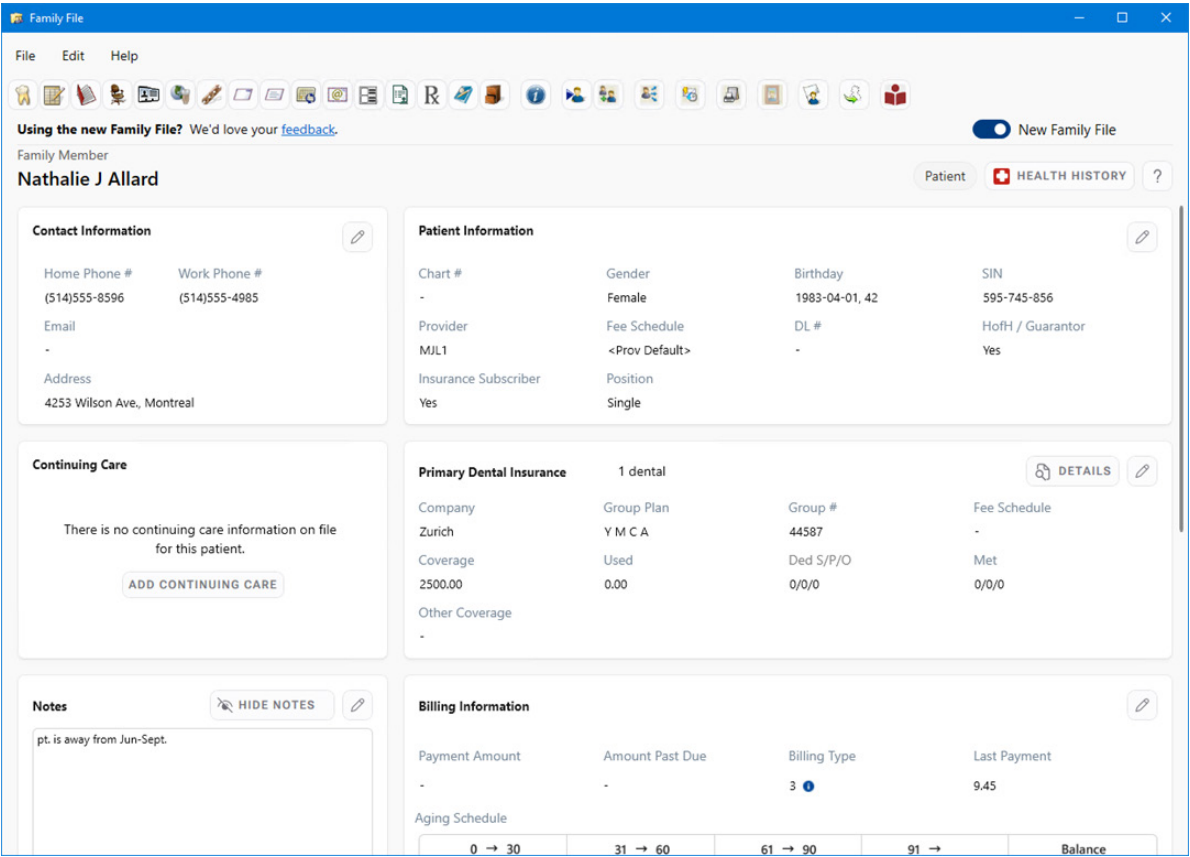 Family File
File Edit Help
Rx
Using the new Family File? We'd love your feedback.
New Family File
Family Member
Nathalie J Allard
Patient
HEALTH HISTORY
?
Contact Information
Home Phone # Work Phone #
(514)555-8596 (514)555-4985
Email
-
Address
4253 Wilson Ave., Montreal
Patient Information
Chart # Gender Birthday SIN
- Female 1983-04-01, 42 595-745-856
Provider Fee Schedule DL # HofH / Guarantor
MJL1 <Prov Default> - Yes
Insurance Subscriber Position
Yes Single
Continuing Care
There is no continuing care information on file
for this patient.
ADD CONTINUING CARE
Primary Dental Insurance 1 dental DETAILS
Company Group Plan Group # Fee Schedule
Zurich Y M C A 44587 -
Coverage Used Ded S/P/O Met
2500.00 0.00 0/0/0 0/0/0
Other Coverage
-
Notes HIDE NOTES
pt. is away from Jun-Sept.
Billing Information
Payment Amount Amount Past Due Billing Type Last Payment
- - 3 9.45
Aging Schedule
0 → 30 31 → 60 61 → 90 91 → Balance